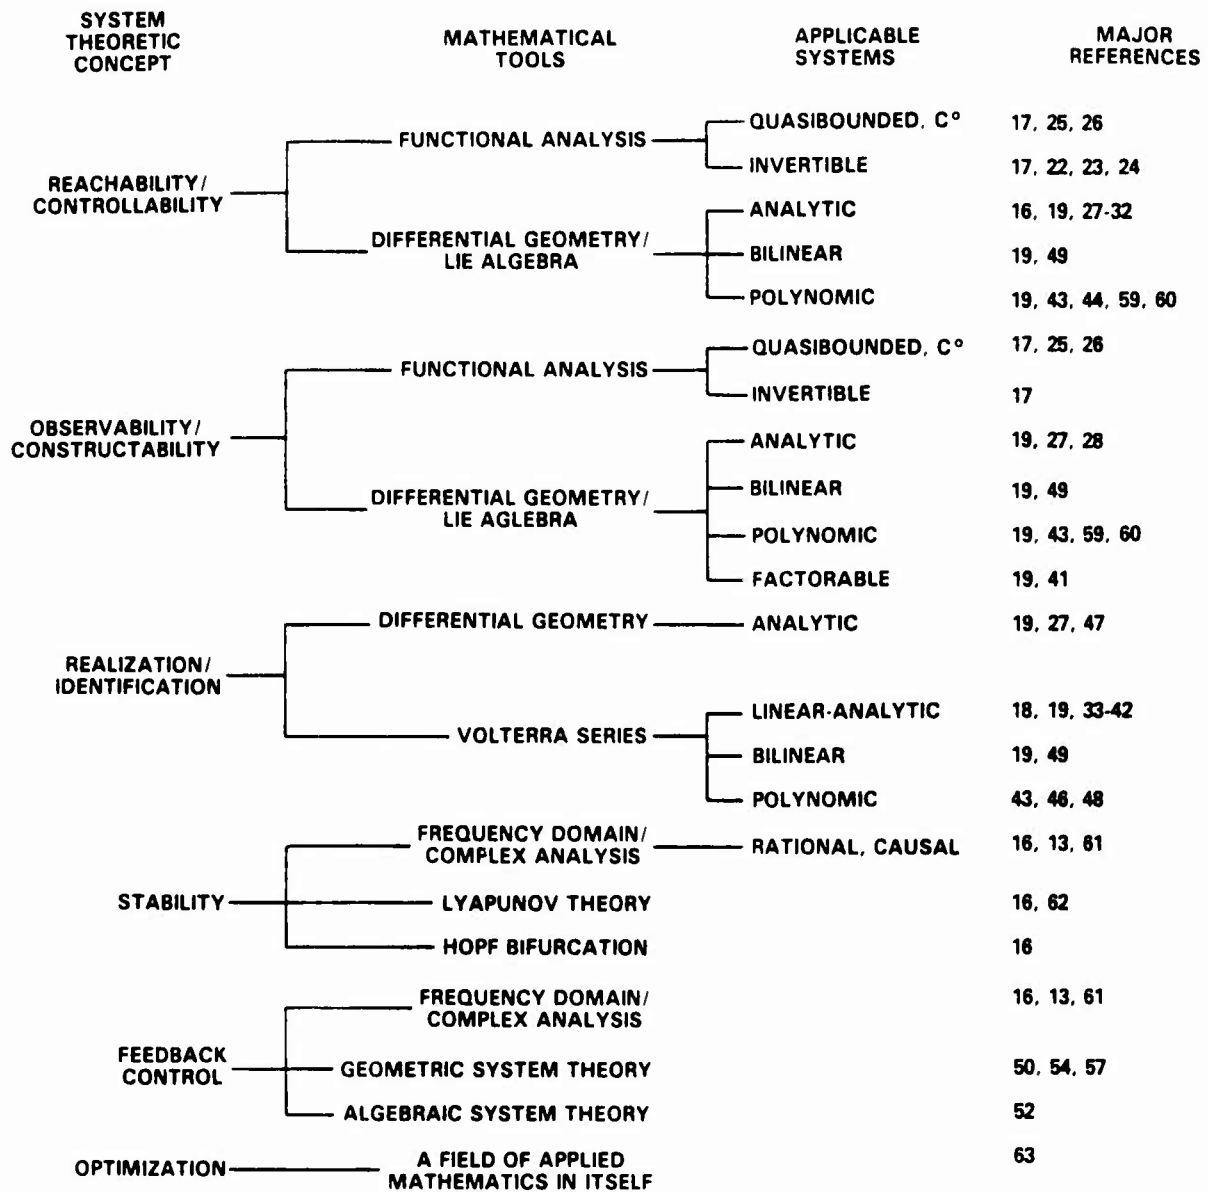 SYSTEM
THEORETIC
CONCEPT
MATHEMATICAL
TOOLS
APPLICABLE
SYSTEMS
MAJOR
REFERENCES
REACHABILITY/
CONTROLLABILITY
FUNCTIONAL ANALYSIS
QUASIBOUNDED, C°
17, 25, 26
INVERTIBLE
17, 22, 23, 24
DIFFERENTIAL GEOMETRY/
LIE ALGEBRA
ANALYTIC
16, 19, 27-32
BILINEAR
19, 49
POLYNOMIC
19, 43, 44, 59, 60
OBSERVABILITY/
CONSTRUCTABILITY
FUNCTIONAL ANALYSIS
QUASIBOUNDED, C°
17, 25, 26
INVERTIBLE
17
DIFFERENTIAL GEOMETRY/
LIE AGLEBRA
ANALYTIC
19, 27, 28
BILINEAR
19, 49
POLYNOMIC
19, 43, 59, 60
FACTORABLE
19, 41
REALIZATION/
IDENTIFICATION
DIFFERENTIAL GEOMETRY
ANALYTIC
19, 27, 47
VOLTERRA SERIES
LINEAR-ANALYTIC
18, 19, 33-42
BILINEAR
19, 49
POLYNOMIC
43, 46, 48
STABILITY
FREQUENCY DOMAIN/
COMPLEX ANALYSIS
RATIONAL, CAUSAL
16, 13, 61
LYAPUNOV THEORY
16, 62
HOPF BIFURCATION
16
FEEDBACK
CONTROL
FREQUENCY DOMAIN/
COMPLEX ANALYSIS
16, 13, 61
GEOMETRIC SYSTEM THEORY
50, 54, 57
ALGEBRAIC SYSTEM THEORY
52
OPTIMIZATION
A FIELD OF APPLIED
MATHEMATICS IN ITSELF
63